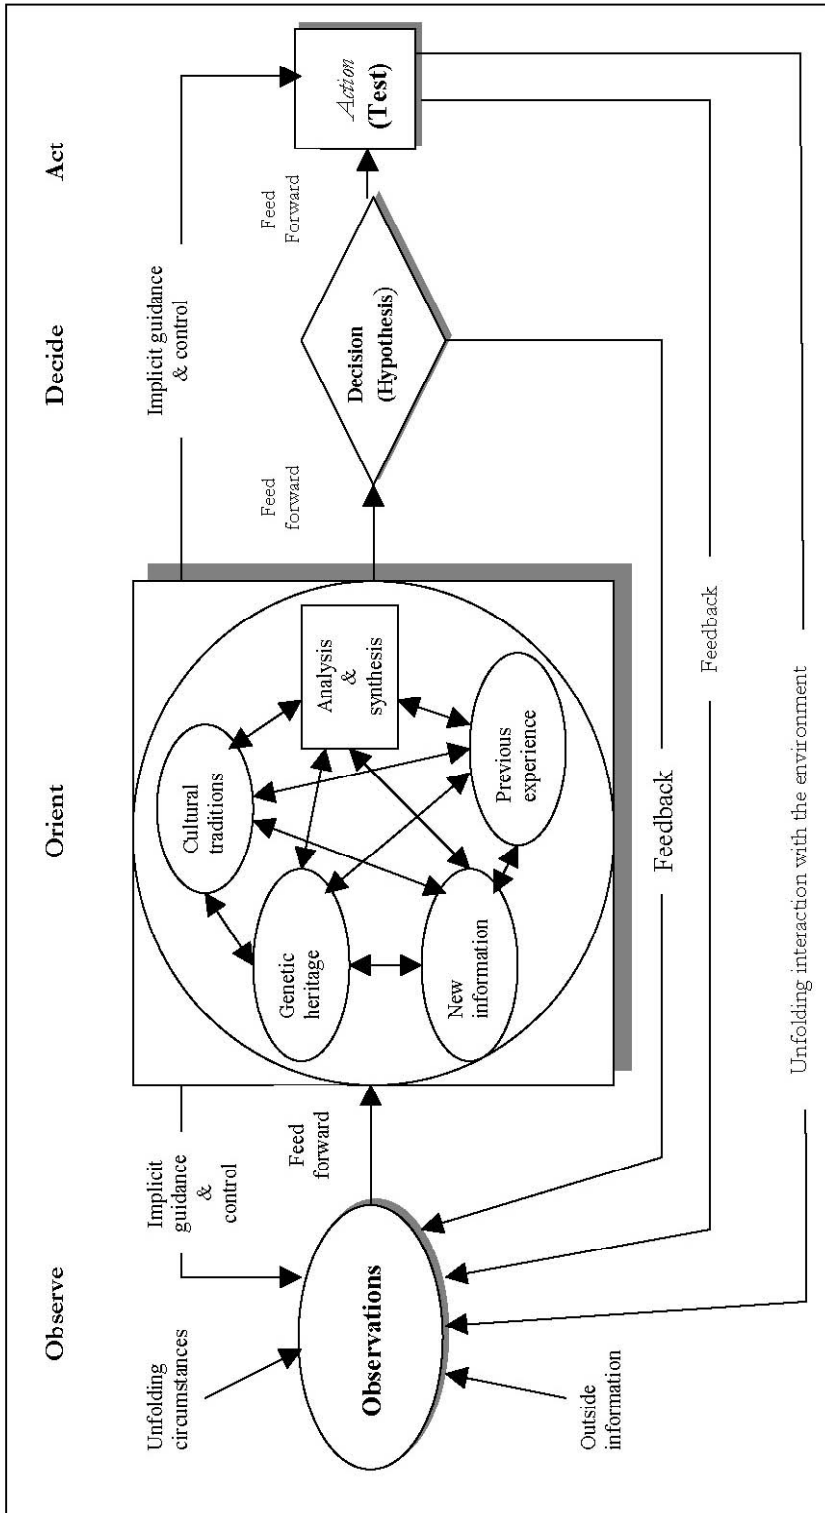 Observe
Orient
Decide
Act
Implicit
guidance
&
control
Implicit guidance
& control
Unfolding
circumstances
Observations
Feed
forward
Cultural
traditions
Genetic
heritage
Analysis
&
synthesis
New
information
Previous
experience
Feed
forward
Decision
(Hypothesis)
Feed
Forward
Action
(Test)
Outside
information
Feedback
Feedback
Unfolding interaction with the environment